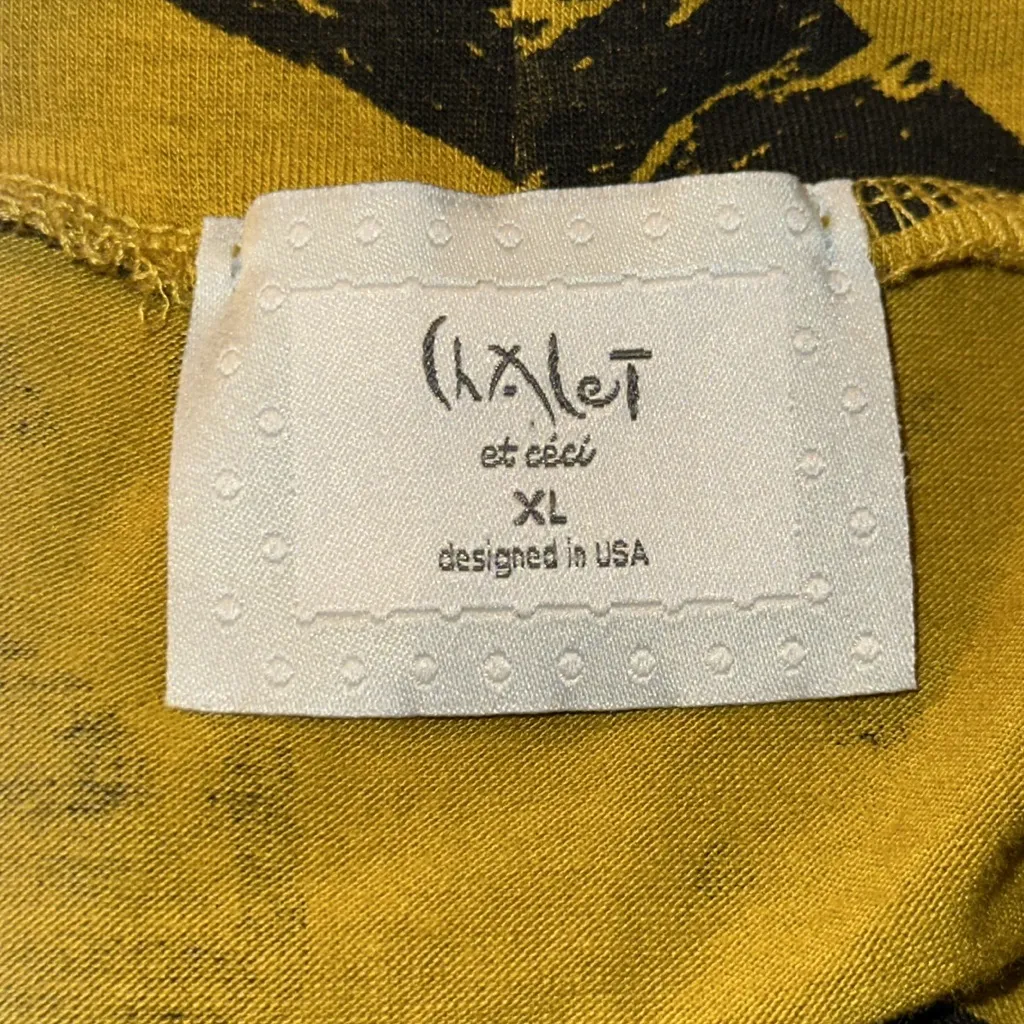 Chalet
et céci
XL
designed in USA